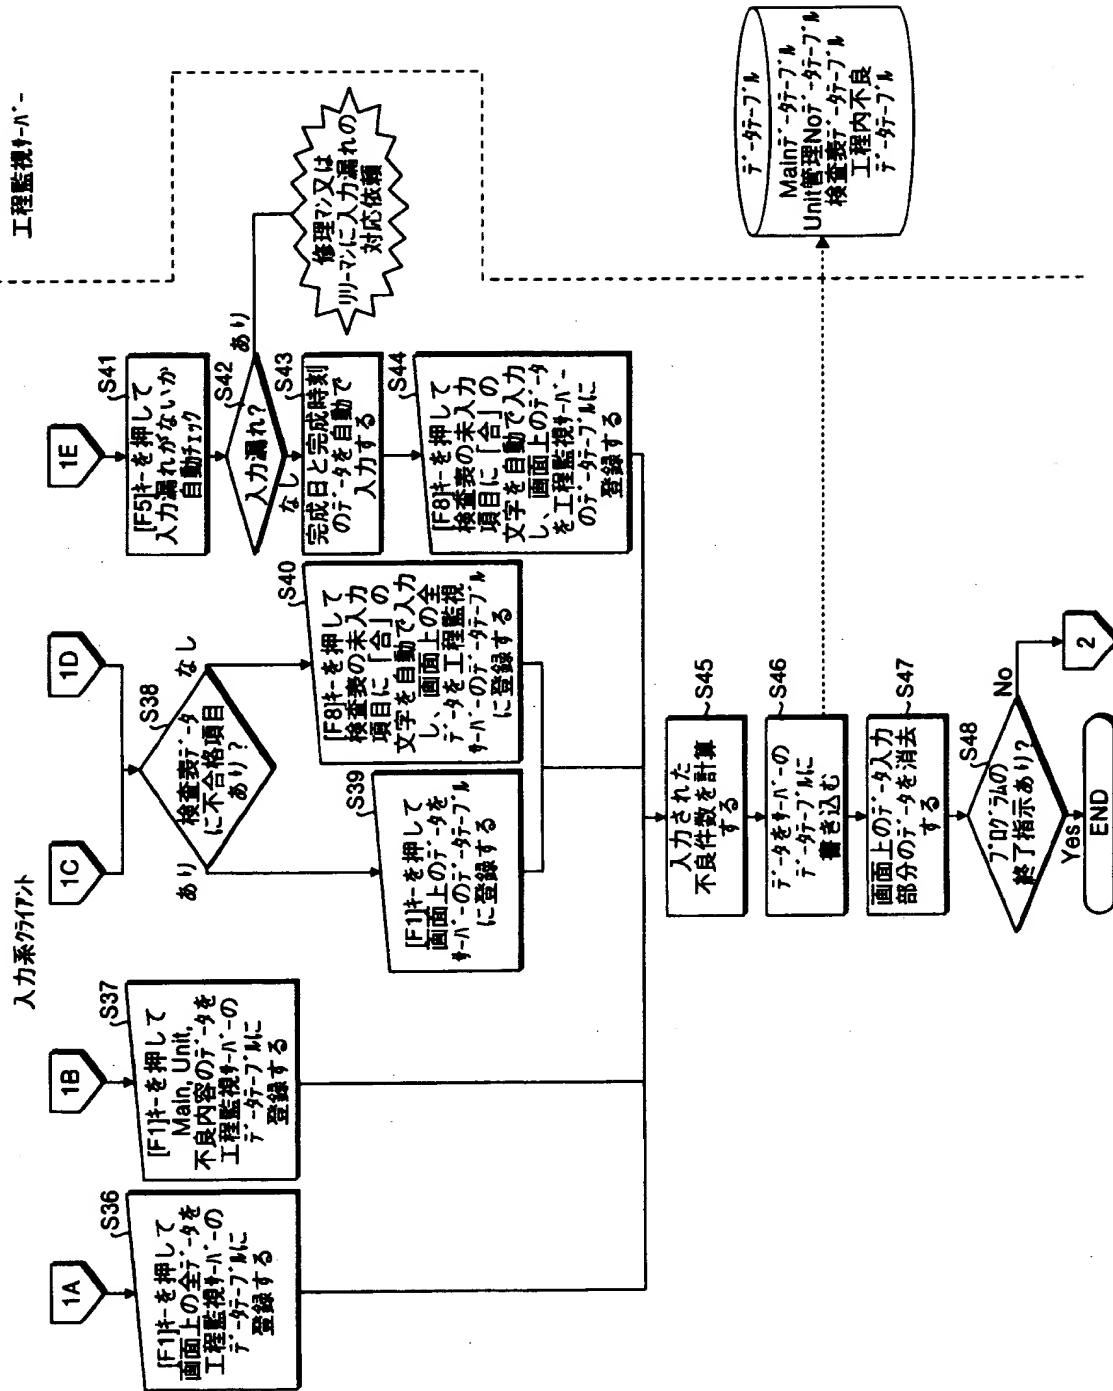 入力系クライアント
工程監視サーバー
1A
S36
[F1]キーを押して
画面上の全データを
工程監視サーバーの
データテーブルに
登録する
1B
S37
[F1]キーを押して
Main, Unit,
不良内容のデータを
工程監視サーバーの
データテーブルに
登録する
1C
1D
S38
検査表データ
に不合格項目
あり?
あり
なし
S39
[F1]キーを押して
画面上のデータを
サーバーのデータテーブル
に登録する
S40
[F8]キーを押して
検査表の未入力
項目に「合」の
文字を自動で入力
し、画面上の全
データを工程監視
サーバーのデータテーブル
に登録する
1E
S41
[F5]キーを押して
入力漏れがないか
自動チェック
S42
入力漏れ?
あり
なし
修理マン又は
リリーマンに入力漏れの
対応依頼
S43
完成日と完成時刻
のデータを自動で
入力する
S44
[F8]キーを押して
検査表の未入力
項目に「合」の
文字を自動で入力
し、画面上のデータ
を工程監視サーバー
のデータテーブルに
登録する
S45
入力された
不良件数を計算
する
S46
データをサーバーの
データテーブルに
書き込む
データテーブル
Mainデータテーブル
Unit管理Noデータテーブル
検査表データテーブル
工程内不良
データテーブル
S47
画面上のデータ入力
部分のデータを消去
する
S48
プログラムの
終了指示あり?
No
Yes
2
END